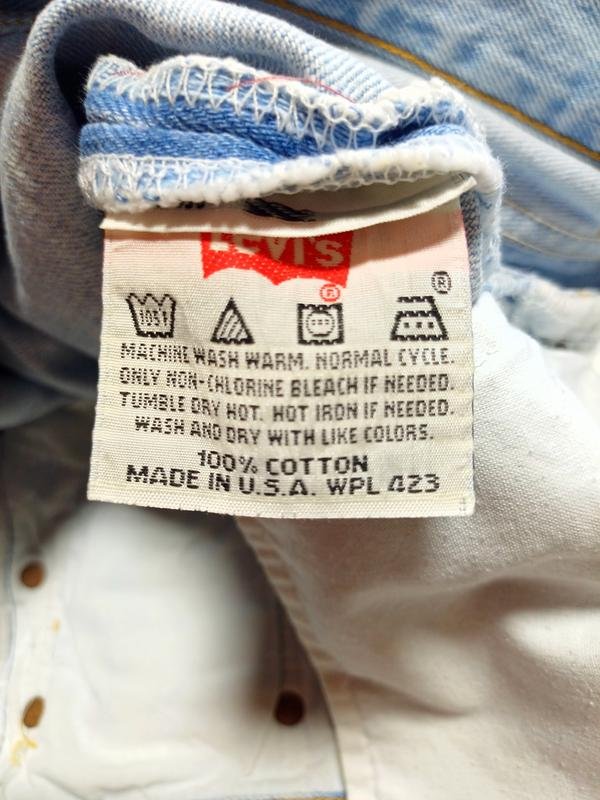 LEVI'S
®
®
105F
MACHINE WASH WARM. NORMAL CYCLE.
ONLY NON-CHLORINE BLEACH IF NEEDED.
TUMBLE DRY HOT. HOT IRON IF NEEDED.
WASH AND DRY WITH LIKE COLORS.
100% COTTON
MADE IN U.S.A. WPL 423